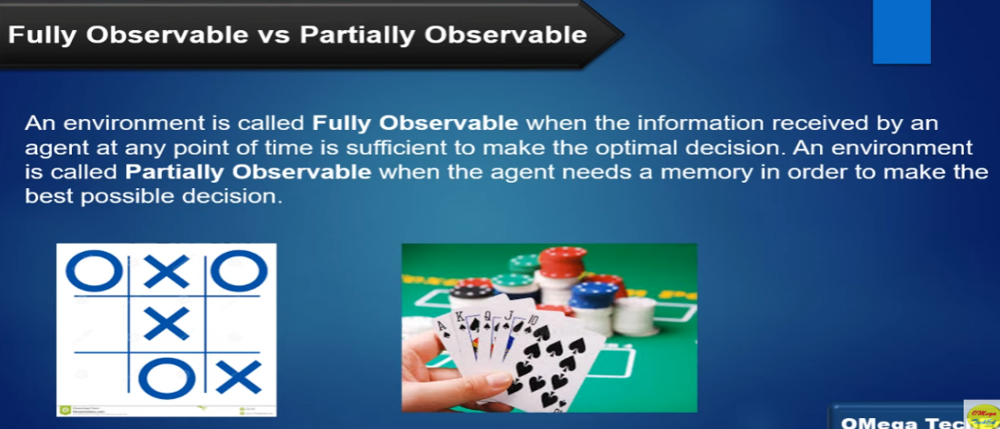 Fully Observable vs Partially Observable
An environment is called Fully Observable when the information received by an
agent at any point of time is sufficient to make the optimal decision. An environment
is called Partially Observable when the agent needs a memory in order to make the
best possible decision.
O X O
X
O X
A K Q J 10
OMega Tec
OMega